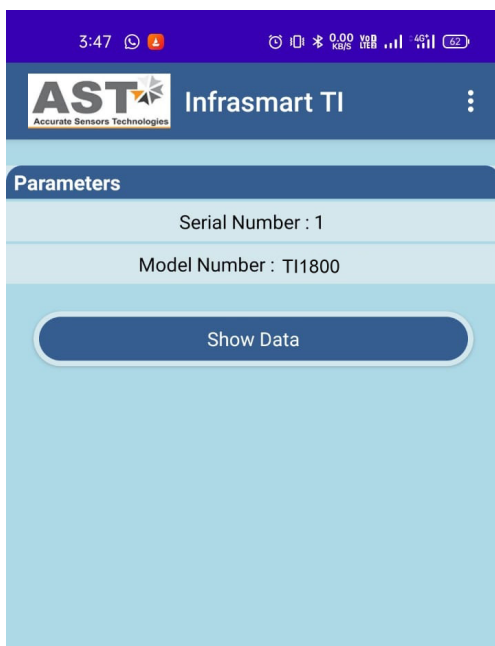 3:47 0.00 KB/S VoD LTE 4G 62
AST
Accurate Sensors Technologies
Infrasmart TI
Parameters
Serial Number : 1
Model Number : TI1800
Show Data